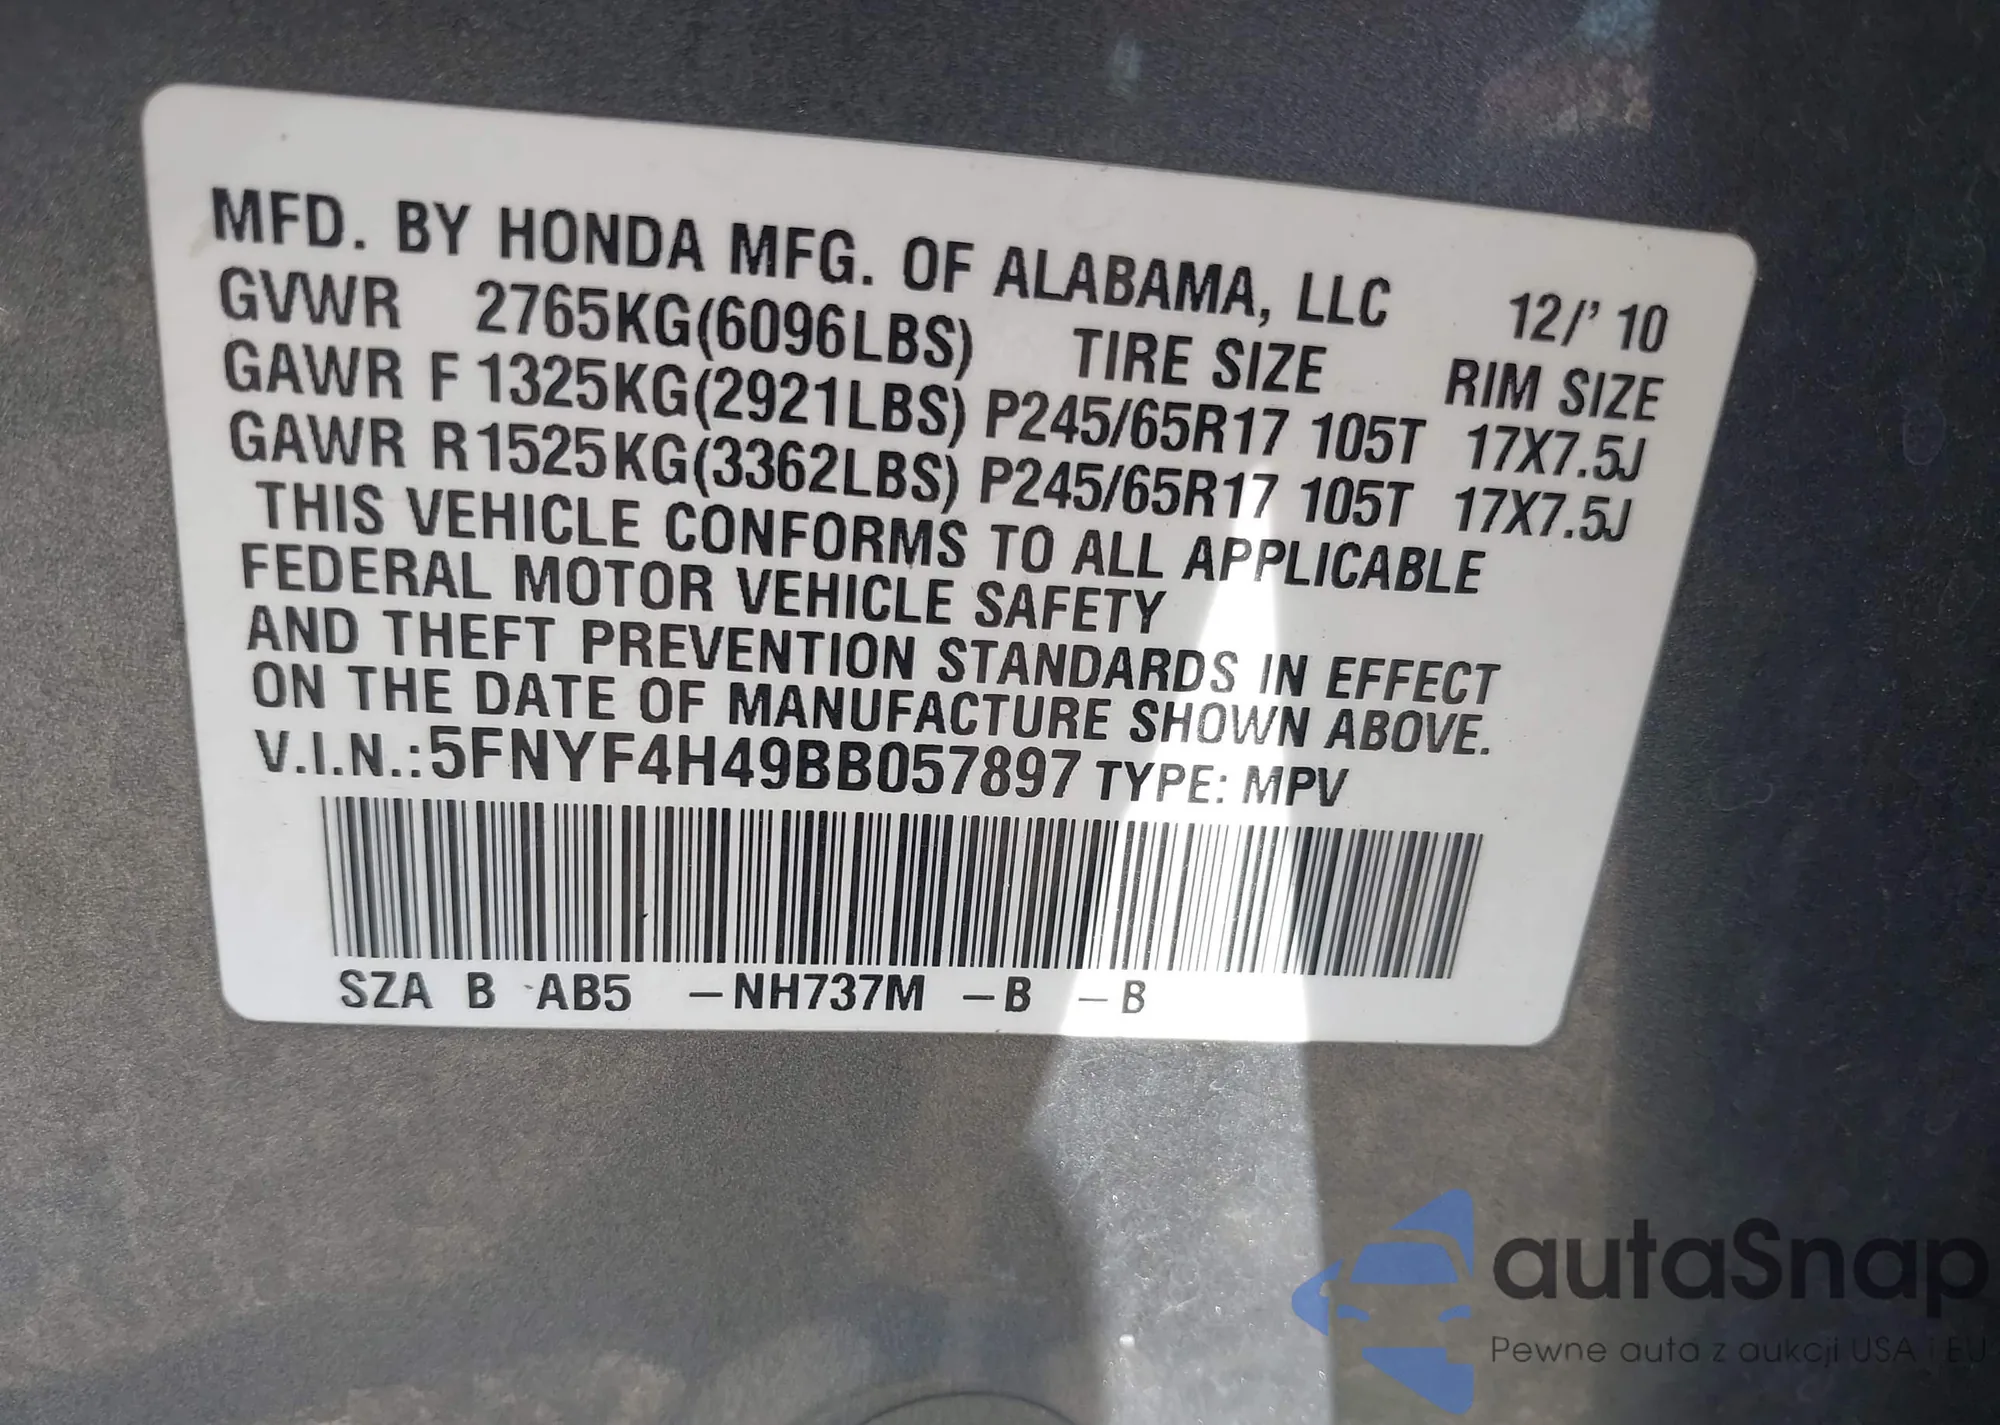 MFD. BY HONDA MFG. OF ALABAMA, LLC 12/' 10
GVWR 2765KG(6096LBS) TIRE SIZE RIM SIZE
GAWR F 1325KG(2921LBS) P245/65R17 105T 17X7.5J
GAWR R 1525KG(3362LBS) P245/65R17 105T 17X7.5J
THIS VEHICLE CONFORMS TO ALL APPLICABLE
FEDERAL MOTOR VEHICLE SAFETY
AND THEFT PREVENTION STANDARDS IN EFFECT
ON THE DATE OF MANUFACTURE SHOWN ABOVE.
V.I.N.:5FNYF4H49BB057897 TYPE: MPV
SZA B AB5 -NH737M -B -B
autaSnap
Pewne auta z aukcji USA i EU